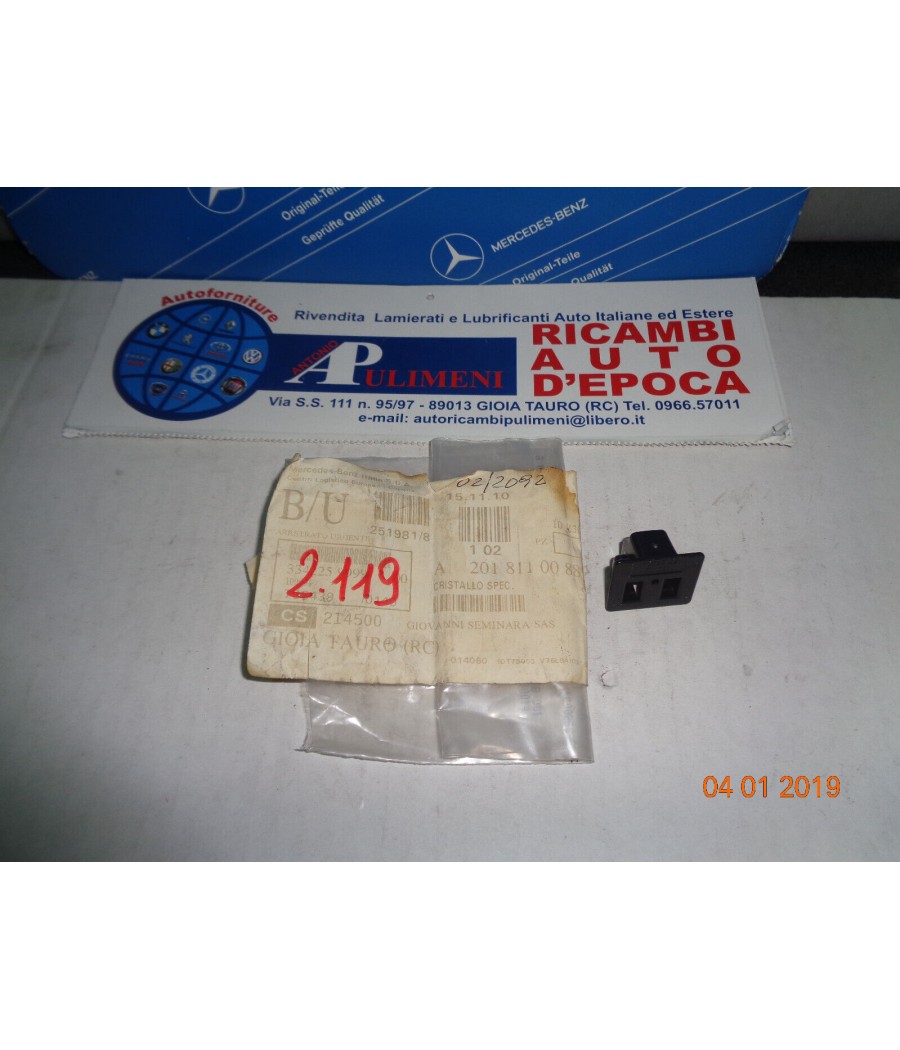 Original-Teile
Geprüfte Qualität
MERCEDES-BENZ
Original-Teile
Qualität
Autoforniture
Rivendita Lamierati e Lubrificanti Auto Italiane ed Estere
ANTONIO
PULIMENI
RICAMBI
AUTO
D'EPOCA
Via S.S. 111 n. 95/97 - 89013 GIOIA TAURO (RC) Tel. 0966.57011
e-mail: autoricambipulimeni@libero.it
02/2092
B/U
15.11.10
251981/8
1 02
PZ
A. 201 811 00
CRISTALLO SPEC.
2.119
CS 214500
GIOVANNI SEMINARA SAS
GIOIA TAURO (RC)
014060
04 01 2019